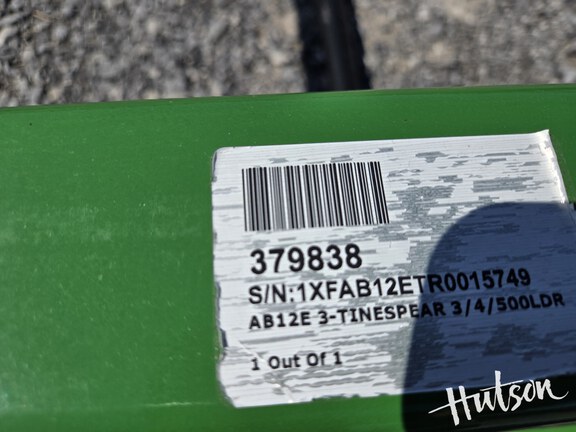 379838
S/N:1XFAB12ETR0015749
AB12E 3-TINESPEAR 3/4/500LDR
1 Out Of 1
Hutson